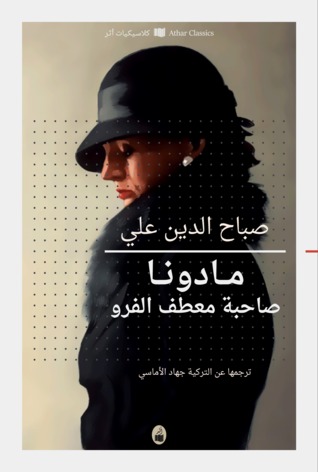 كلاسيكيات أثر Athar Classics
صباح الدين علي
مادونا
صاحبة معطف الفرو
ترجمها عن التركية جهاد الأماسي